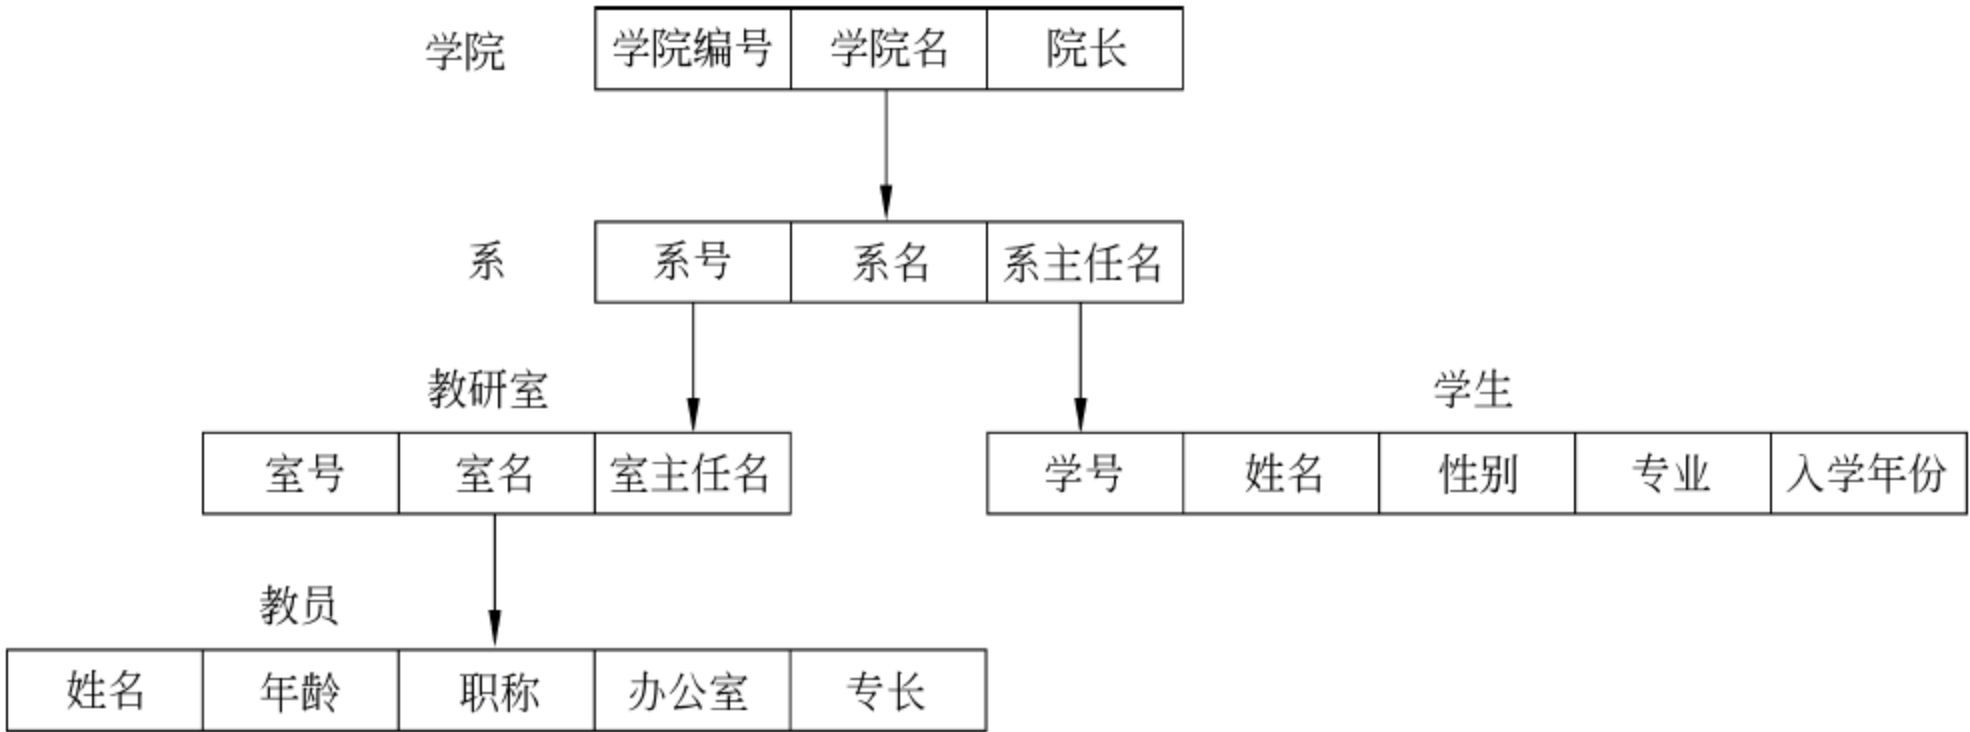 学院 学院编号 学院名 院长
系 系号 系名 系主任名
教研室 学生
室号 室名 室主任名 学号 姓名 性别 专业 入学年份
教员
姓名 年龄 职称 办公室 专长